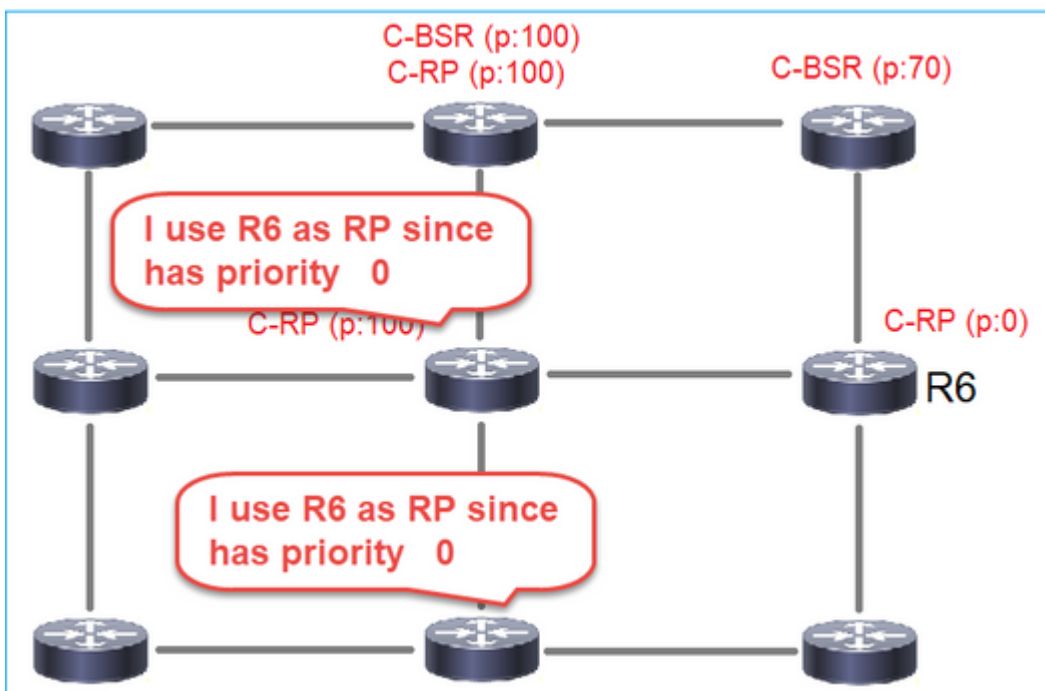 C-BSR (p:100)
C-RP (p:100)
C-BSR (p:70)
I use R6 as RP since
has priority 0
C-RP (p:100)
C-RP (p:0)
R6
I use R6 as RP since
has priority 0